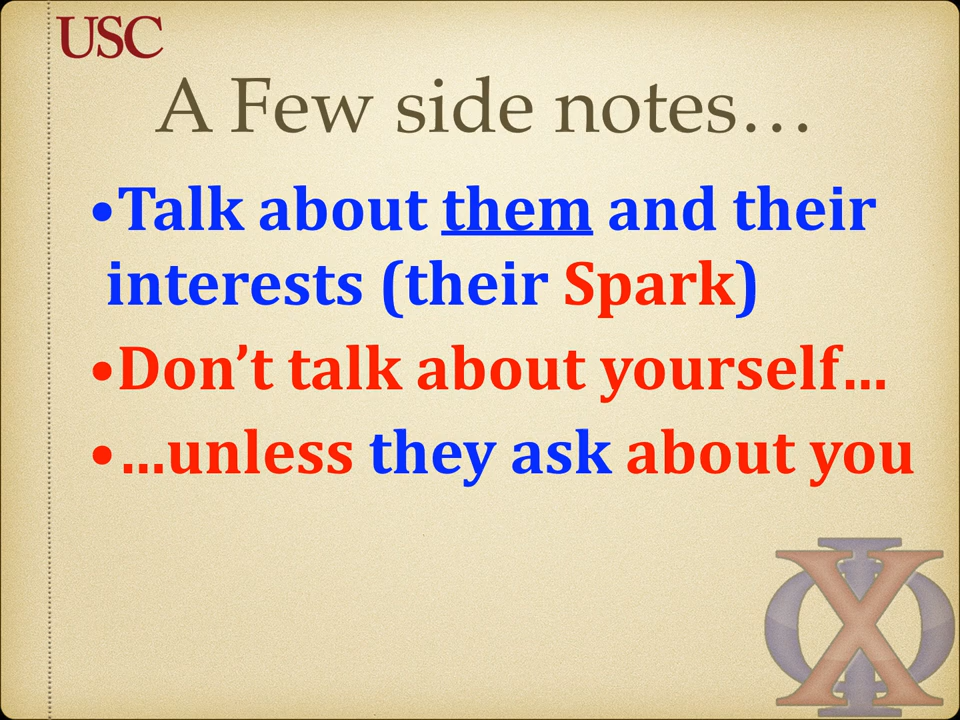 USC
A Few side notes…
•Talk about them and their
interests (their Spark)
•Don’t talk about yourself…
•…unless they ask about you
ΦΧ